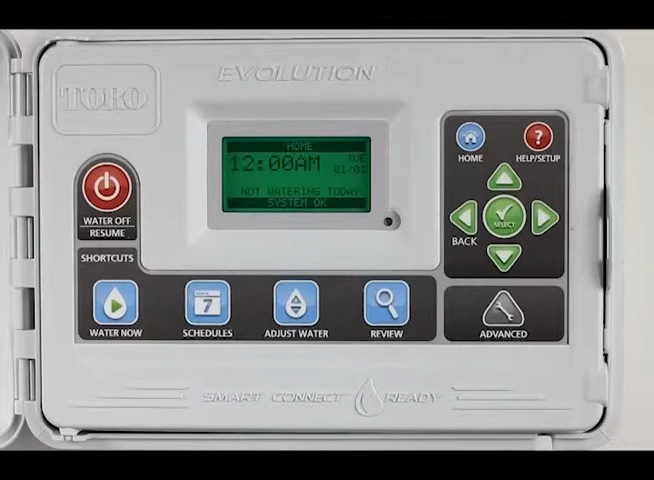 EVOLUTION
TORO
HOME
12:00AM
TUE
01/01
NOT WATERING TODAY
SYSTEM OK
HOME
HELP/SETUP
WATER OFF
RESUME
SELECT
BACK
SHORTCUTS
7
WATER NOW
SCHEDULES
ADJUST WATER
REVIEW
ADVANCED
SMART CONNECT READY